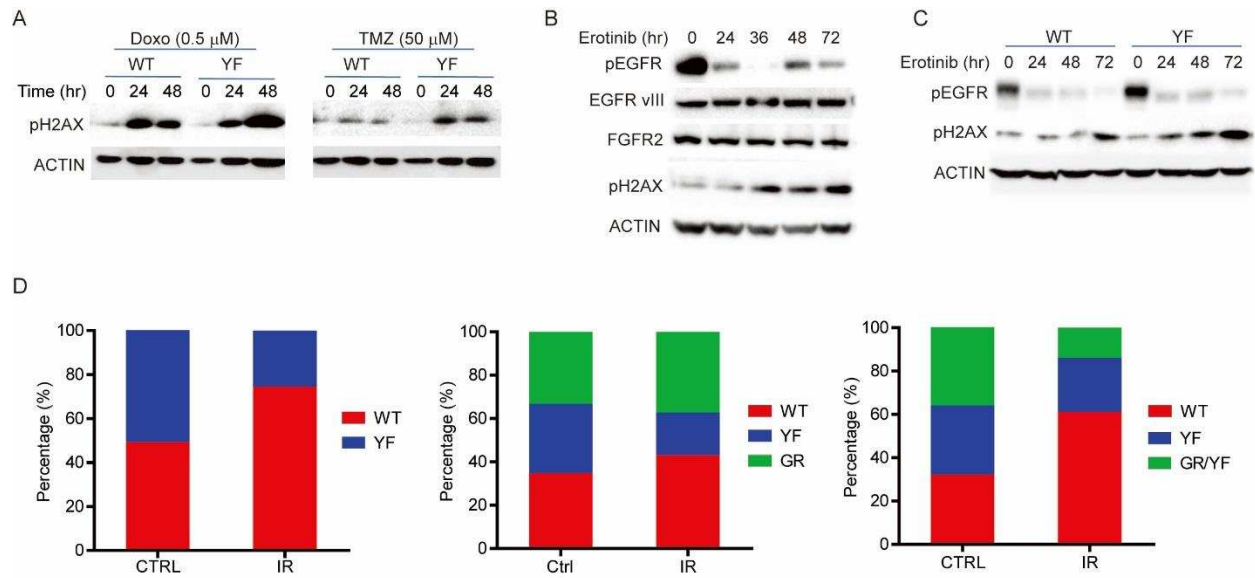 A
Doxo (0.5 μM) TMZ (50 μM)
WT YF WT YF
Time (hr) 0 24 48 0 24 48 0 24 48 0 24 48
pH2AX
ACTIN
B
Erotinib (hr) 0 24 36 48 72
pEGFR
EGFR vIII
FGFR2
pH2AX
ACTIN
C
WT YF
Erotinib (hr) 0 24 48 72 0 24 48 72
pEGFR
pH2AX
ACTIN
D
Percentage (%)
100
80
60
40
20
0
CTRL IR
WT
YF
Percentage (%)
100
80
60
40
20
0
Ctrl IR
WT
YF
GR
Percentage (%)
100
80
60
40
20
0
CTRL IR
WT
YF
GR/YF